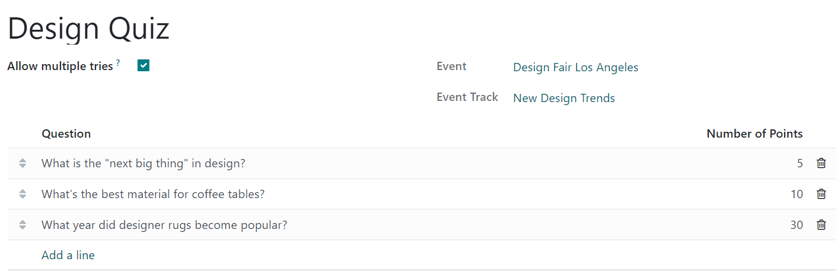 Design Quiz
Allow multiple tries ?
Event Design Fair Los Angeles
Event Track New Design Trends
Question Number of Points
What is the "next big thing" in design? 5
What's the best material for coffee tables? 10
What year did designer rugs become popular? 30
Add a line